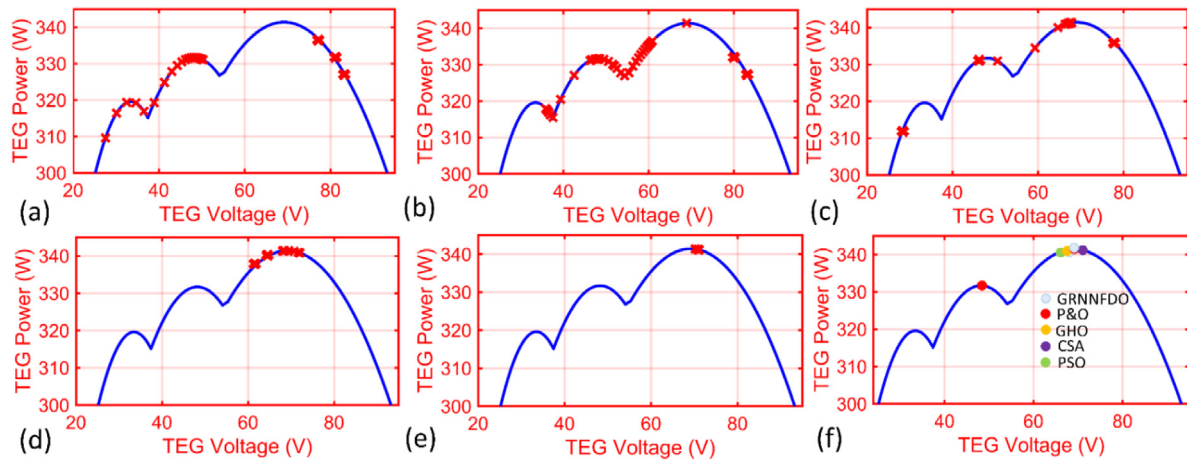 340
330
320
310
300
TEG Power (W)
20 40 60 80
TEG Voltage (V)
(a)
340
330
320
310
300
TEG Power (W)
20 40 60 80
TEG Voltage (V)
(b)
340
330
320
310
300
TEG Power (W)
20 40 60 80
TEG Voltage (V)
(c)
340
330
320
310
300
TEG Power (W)
20 40 60 80
TEG Voltage (V)
(d)
340
330
320
310
300
TEG Power (W)
20 40 60 80
TEG Voltage (V)
(e)
340
330
320
310
300
TEG Power (W)
40 60 80
TEG Voltage (V)
(f)
GRNNFDO
P&O
GHO
CSA
PSO